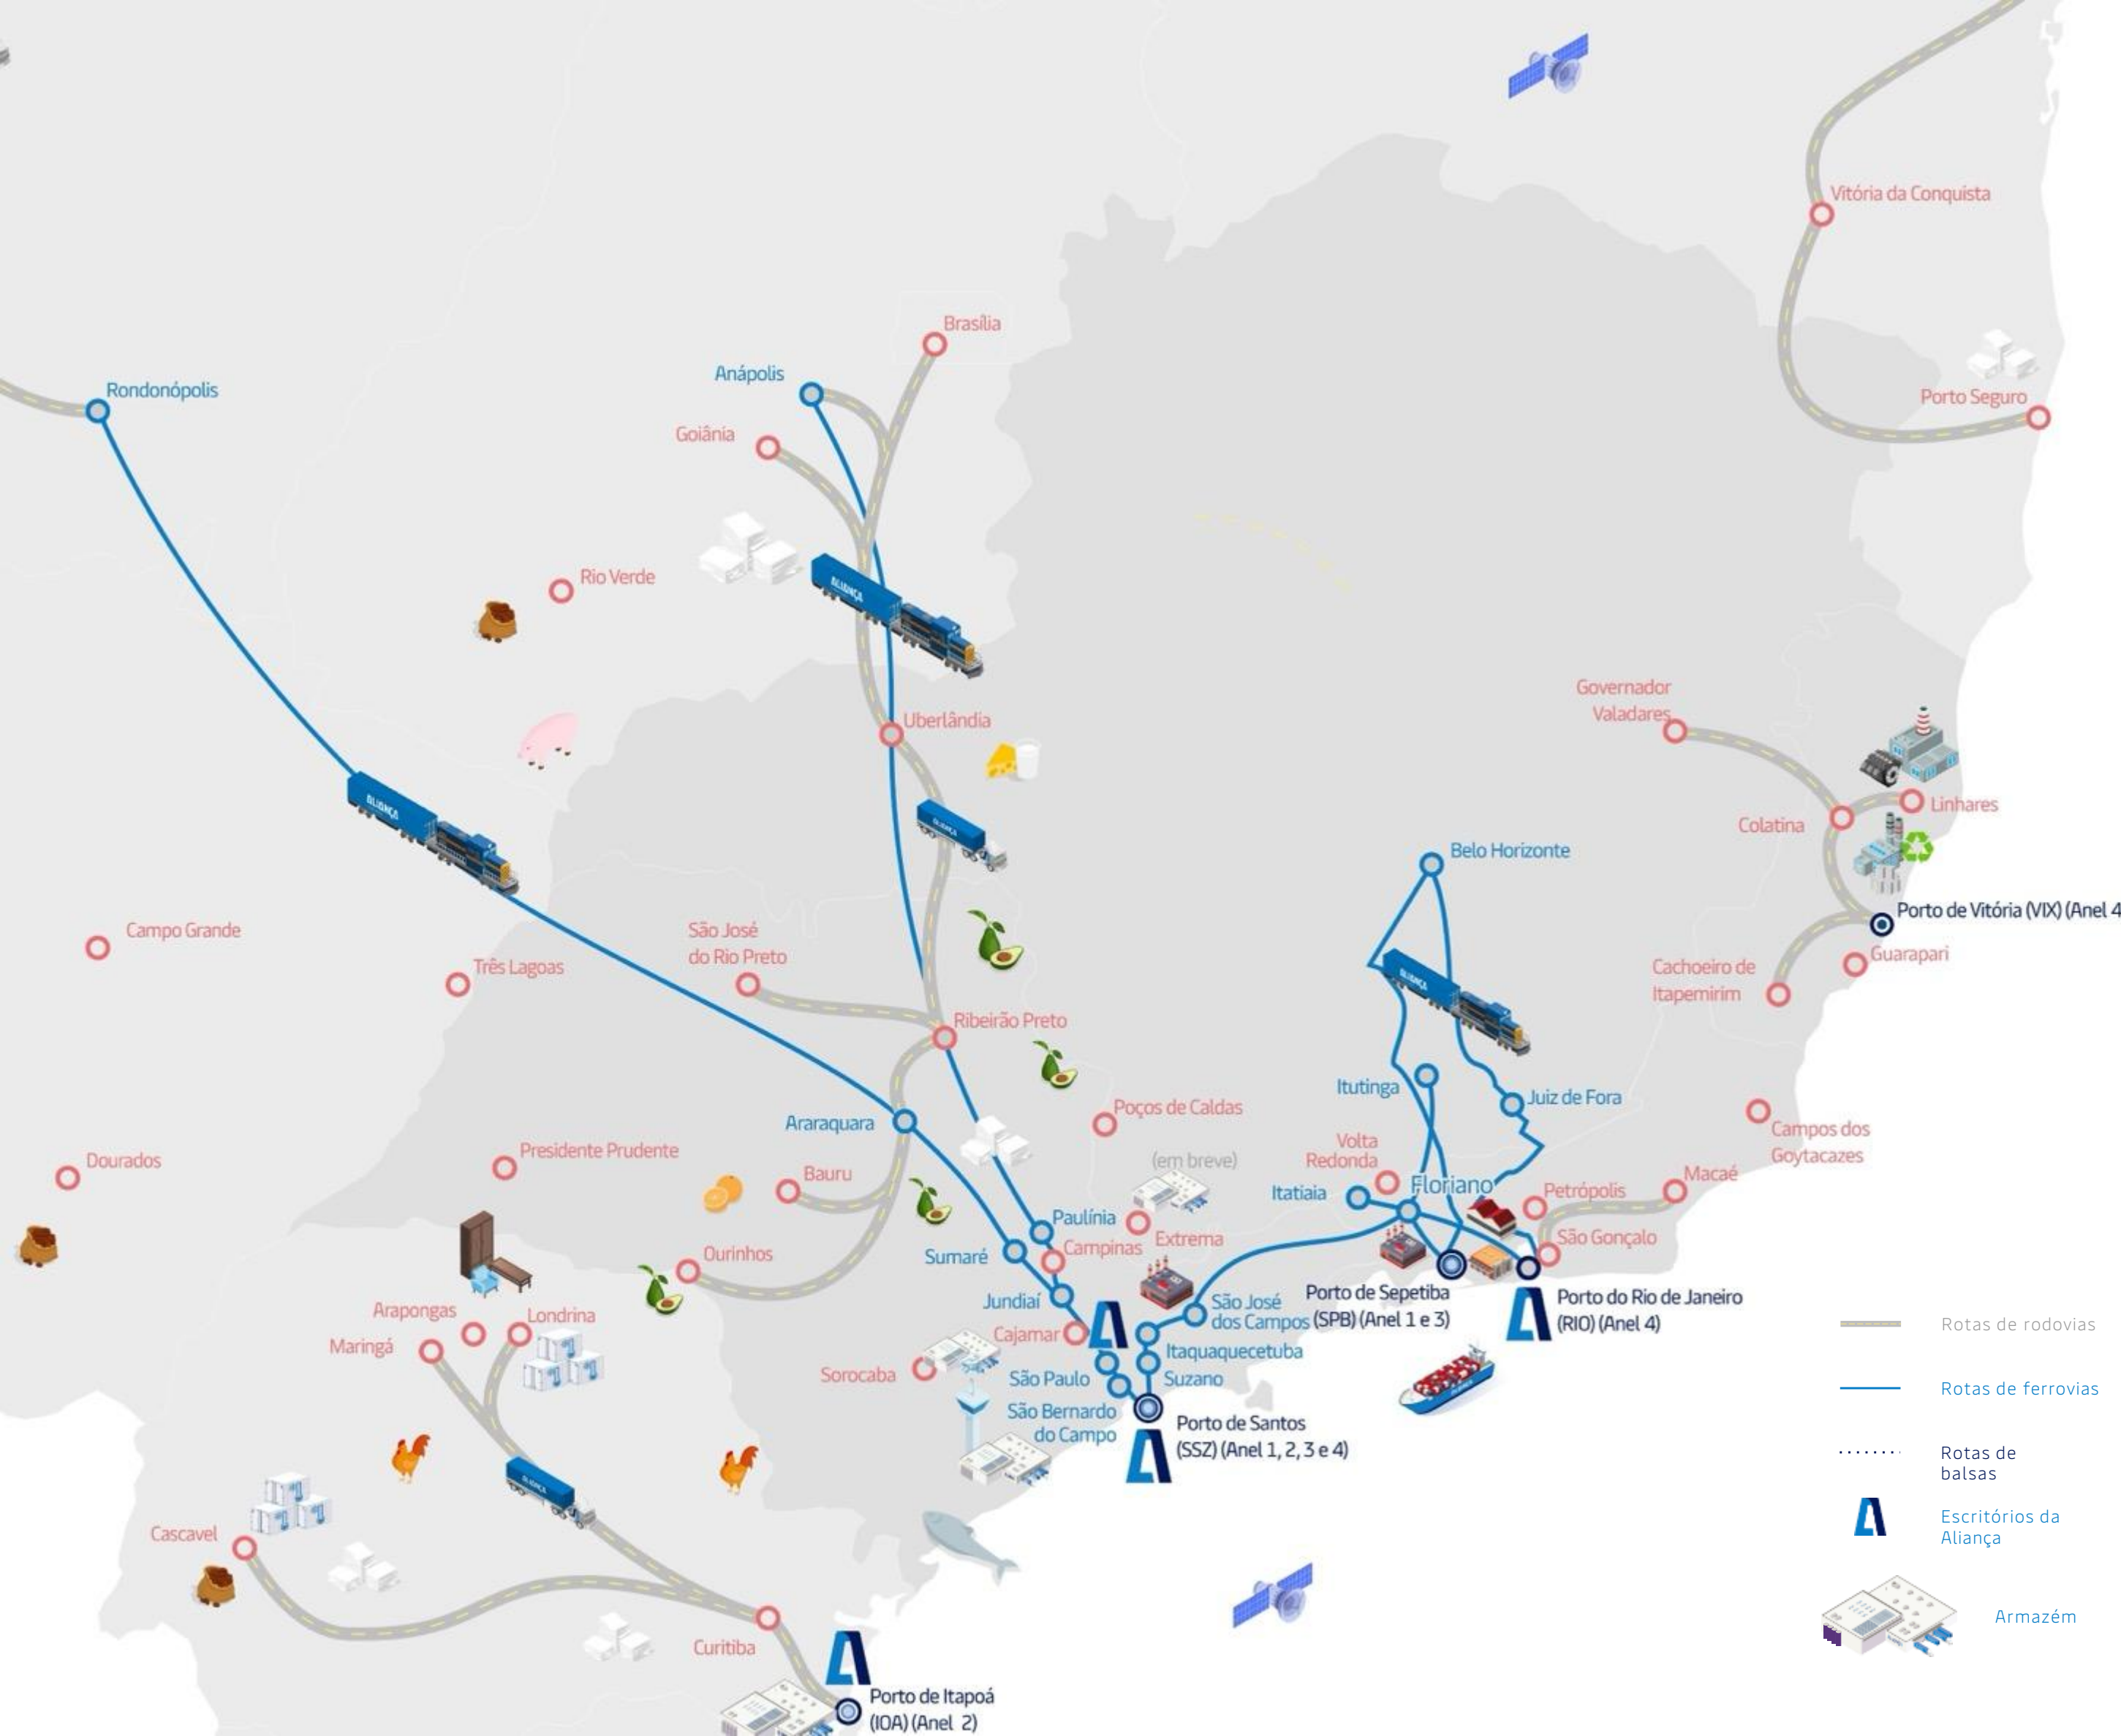 Vitória da Conquista
Brasília
Anápolis
Rondonópolis
Porto Seguro
Goiânia
Rio Verde
ALIANÇA
Governador
Valadares
Uberlândia
ALIANÇA
Linhares
ALIANÇA
Colatina
Belo Horizonte
Porto de Vitória (VIX) (Anel 4
Campo Grande
São José
do Rio Preto
Três Lagoas
Guarapari
Cachoeiro de
Itapemirim
ALIANÇA
Ribeirão Preto
Itutinga
Juiz de Fora
Poços de Caldas
Araraquara
Campos dos
Goytacazes
Volta
Redonda
Presidente Prudente
Dourados
(em breve)
Bauru
Macaé
Floriano
Itatiaia
Petrópolis
Paulínia
Campinas
Extrema
São Gonçalo
Sumaré
Ourinhos
Jundiaí
São José
dos Campos
Porto de Sepetiba
(SPB) (Anel 1 e 3)
Porto do Rio de Janeiro
(RIO) (Anel 4)
Arapongas
Londrina
Maringá
Cajamar
Itaquaquecetuba
Sorocaba
São Paulo
Suzano
São Bernardo
do Campo
Porto de Santos
(SSZ) (Anel 1, 2, 3 e 4)
ALIANÇA
Cascavel
Curitiba
Porto de Itapoá
(IOA) (Anel 2)
Rotas de rodovias
Rotas de ferrovias
Rotas de
balsas
Escritórios da
Aliança
Armazém